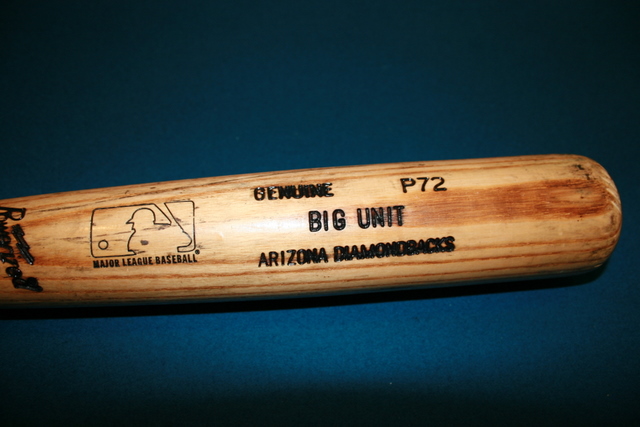 GENUINE P72
BIG UNIT
ARIZONA DIAMONDBACKS
MAJOR LEAGUE BASEBALL